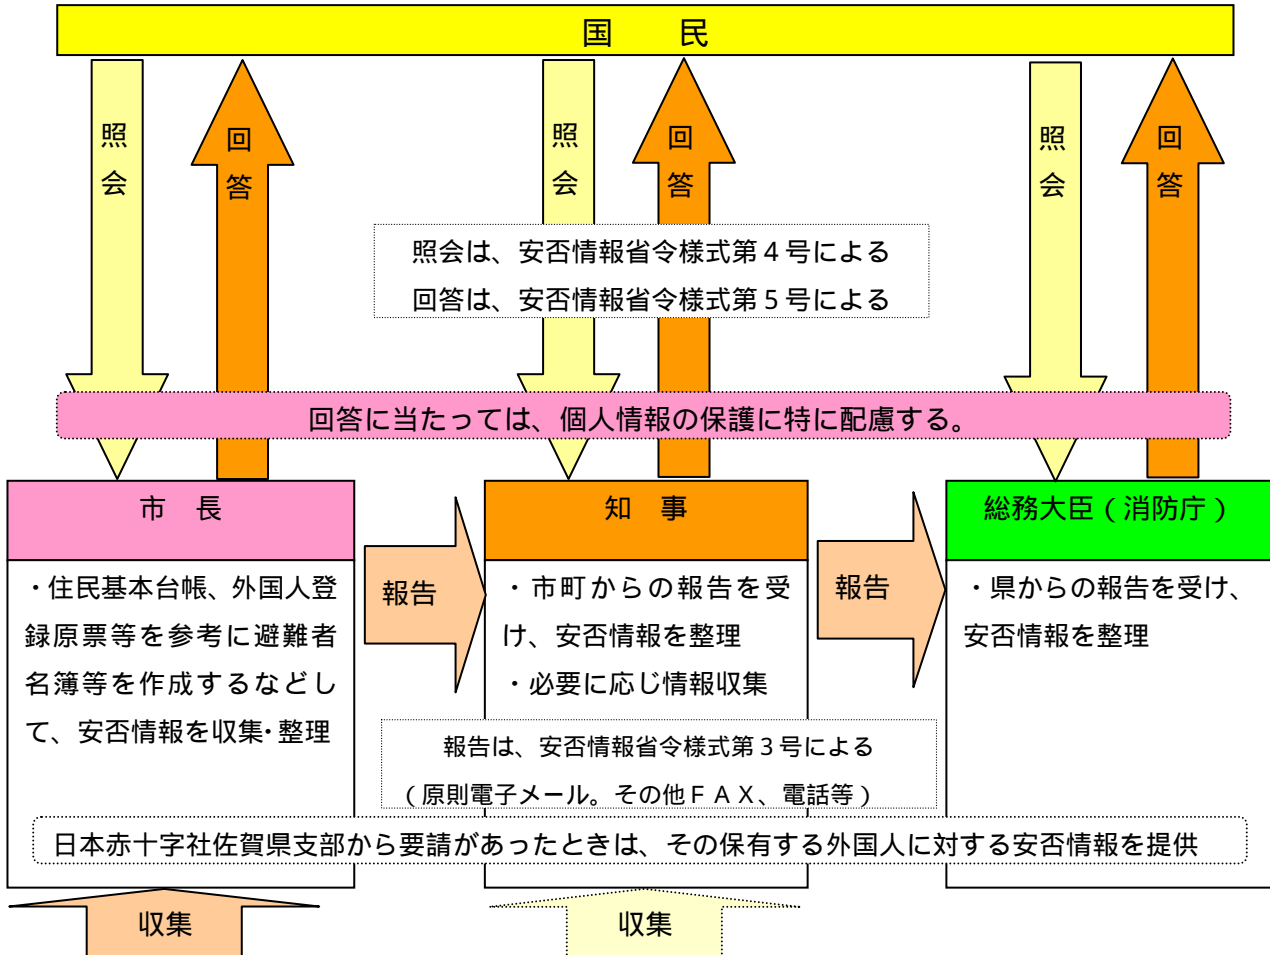 国　民
照会
回答
照会
回答
照会
回答
照会は、安否情報省令様式第４号による
回答は、安否情報省令様式第５号による
回答に当たっては、個人情報の保護に特に配慮する。
市　長
・住民基本台帳、外国人登
録原票等を参考に避難者
名簿等を作成するなどし
て、安否情報を収集・整理
報告
知　事
・市町からの報告を受
け、安否情報を整理
・必要に応じ情報収集
報告
総務大臣（消防庁）
・県からの報告を受け、
安否情報を整理
報告は、安否情報省令様式第３号による
（原則電子メール。その他ＦＡＸ、電話等）
日本赤十字社佐賀県支部から要請があったときは、その保有する外国人に対する安否情報を提供
収集
収集